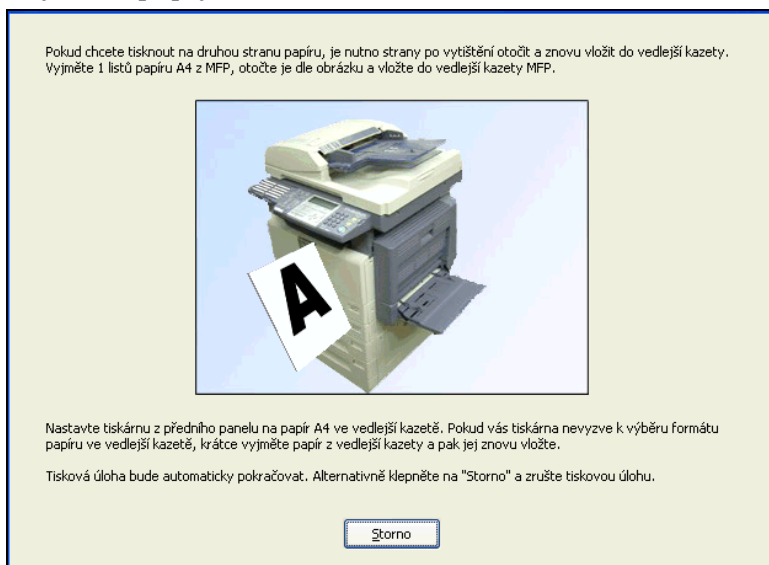 Pokud chcete tisknout na druhou stranu papíru, je nutno strany po vytištění otočit a znovu vložit do vedlejší kazety.
Vyjměte 1 listů papíru A4 z MFP, otočte je dle obrázku a vložte do vedlejší kazety MFP.
A
Nastavte tiskárnu z předního panelu na papír A4 ve vedlejší kazetě. Pokud vás tiskárna nevyzve k výběru formátu
papíru ve vedlejší kazetě, krátce vyjměte papír z vedlejší kazety a pak jej znovu vložte.
Tisková úloha bude automaticky pokračovat. Alternativně klepněte na "Storno" a zrušte tiskovou úlohu.
Storno